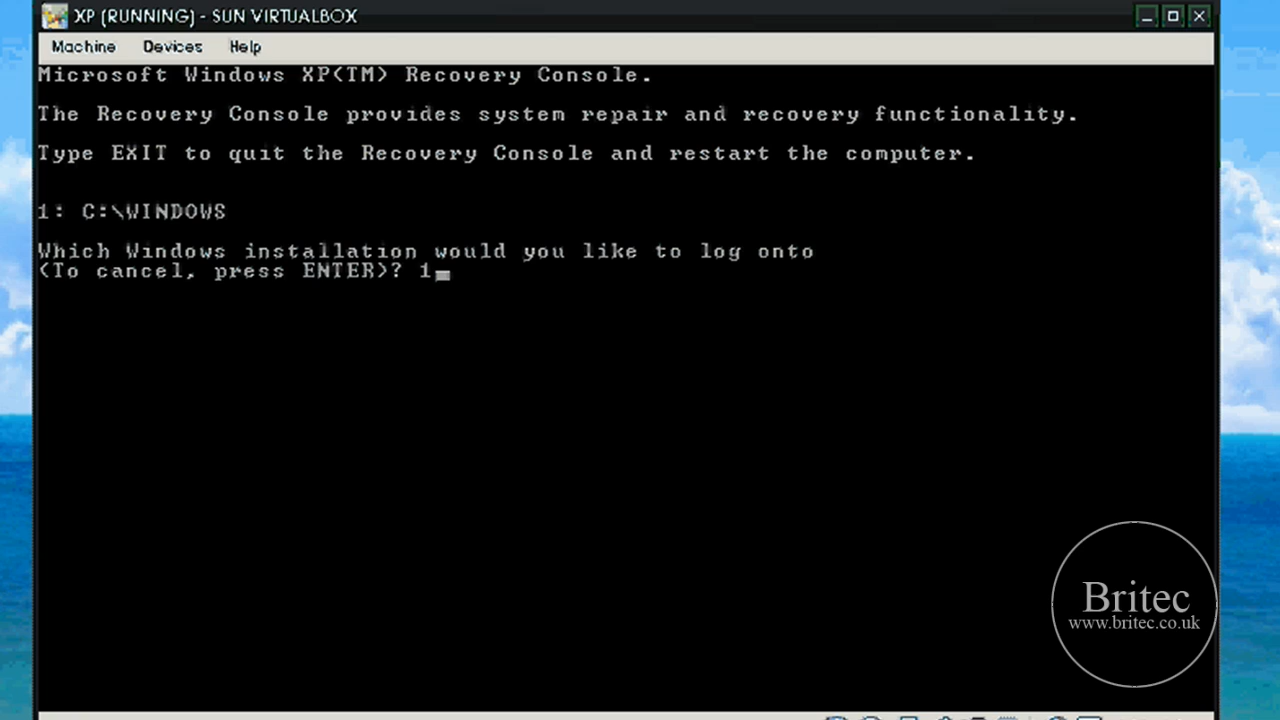 XP (RUNNING) - SUN VIRTUALBOX
Machine Devices Help
Microsoft Windows XP(TM) Recovery Console.
The Recovery Console provides system repair and recovery functionality.
Type EXIT to quit the Recovery Console and restart the computer.
1: C:\WINDOWS
Which Windows installation would you like to log onto
(To cancel, press ENTER)? 1
Britec
www.britec.co.uk